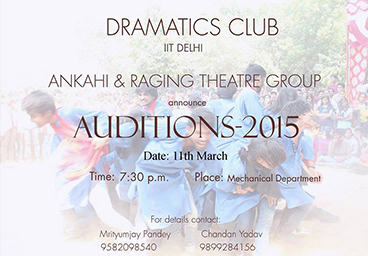 DRAMATICS CLUB
IIT DELHI
ANKAHI & RAGING THEATRE GROUP
announce
AUDITIONS-2015
Date: 11th March
Time: 7:30 p.m. Place: Mechanical Department
For details contact:
Mrityumjay Pandey Chandan Yadav
9582098540 9899284156